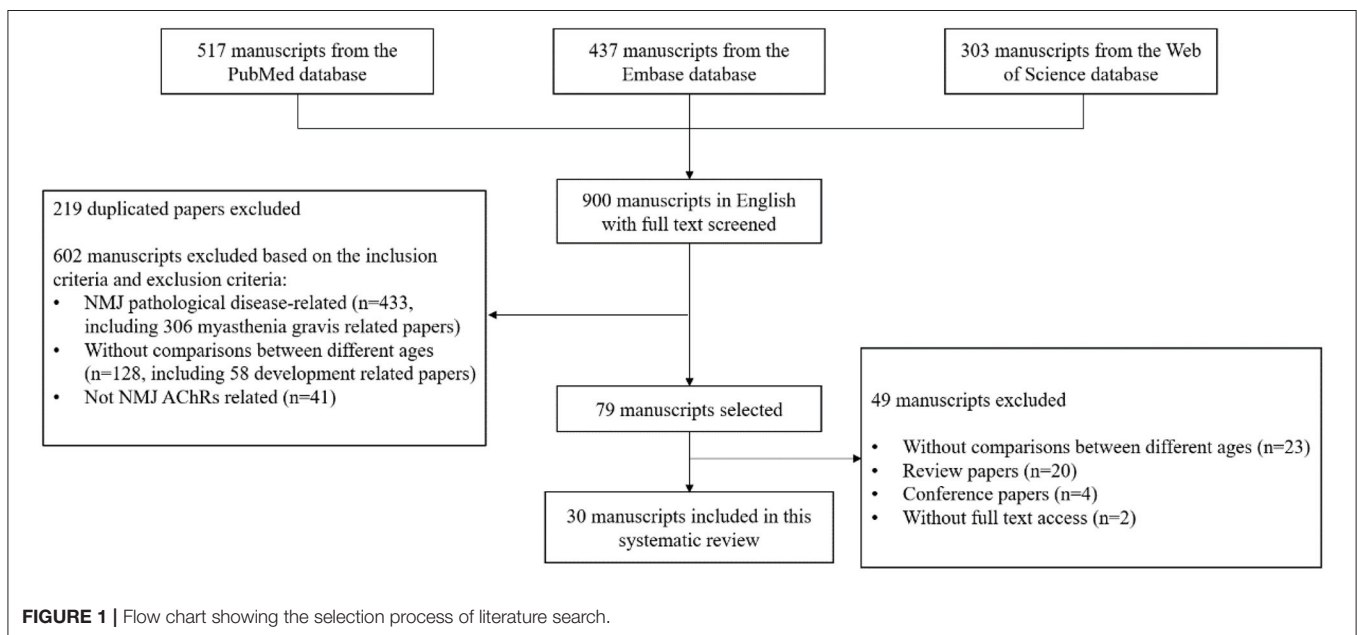 517 manuscripts from the
PubMed database
437 manuscripts from the
Embase database
303 manuscripts from the Web
of Science database
900 manuscripts in English
with full text screened
219 duplicated papers excluded
602 manuscripts excluded based on the inclusion
criteria and exclusion criteria:
• NMJ pathological disease-related (n=433,
including 306 myasthenia gravis related papers)
• Without comparisons between different ages
(n=128, including 58 development related papers)
• Not NMJ AChRs related (n=41)
79 manuscripts selected
49 manuscripts excluded
• Without comparisons between different ages (n=23)
• Review papers (n=20)
• Conference papers (n=4)
• Without full text access (n=2)
30 manuscripts included in this
systematic review
FIGURE 1 | Flow chart showing the selection process of literature search.